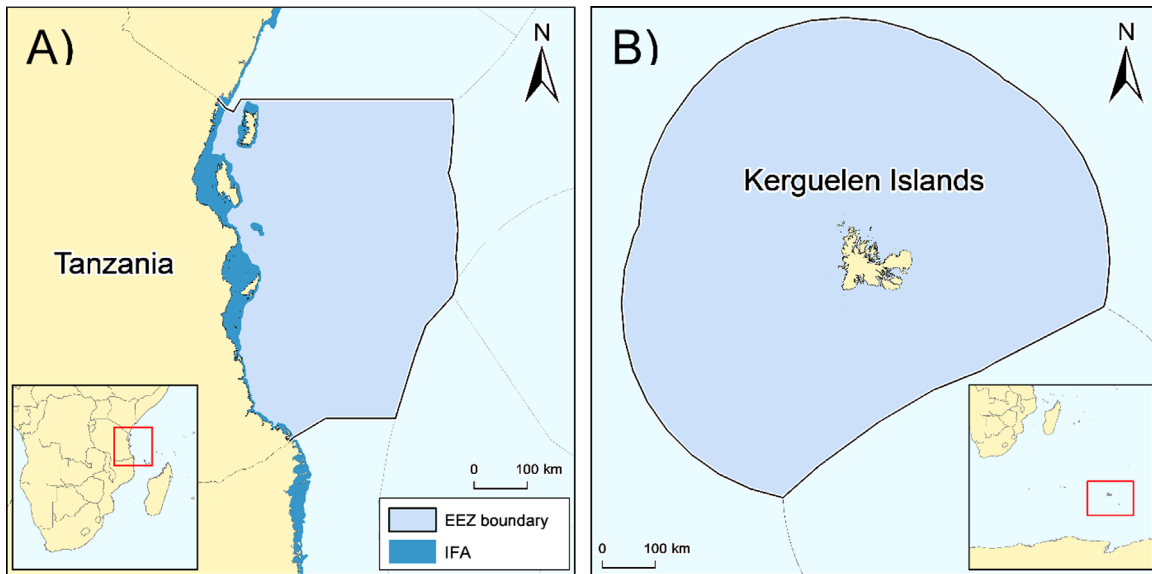 A)
N
Tanzania
0 100 km
EEZ boundary
IFA
B)
N
Kerguelen Islands
0 100 km